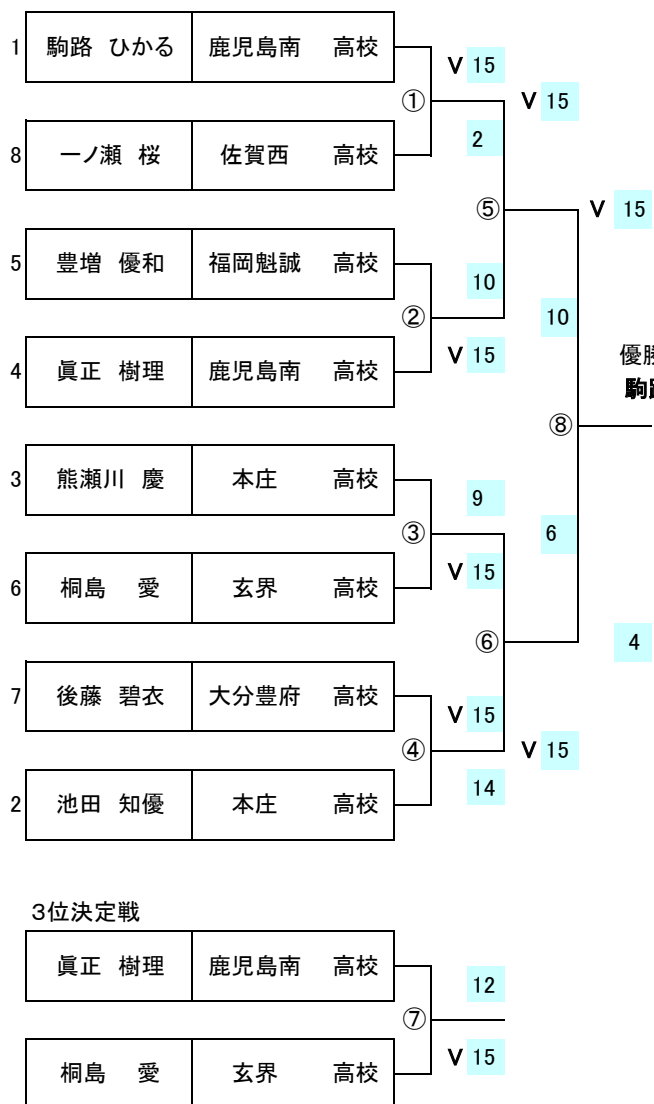 1 駒路 ひかる 鹿児島南 高校
V 15
① V 15
2
8 一ノ瀬 桜 佐賀西 高校
⑤ V 15
5 豊増 優和 福岡魁誠 高校
10
② 10
V 15
4 眞正 樹理 鹿児島南 高校
優勝
駒路
⑧
3 熊瀬川 慶 本庄 高校
9
③ 6
V 15
6 桐島 愛 玄界 高校
⑥ 4
7 後藤 碧衣 大分豊府 高校
V 15
④ V 15
14
2 池田 知優 本庄 高校
3位決定戦
眞正 樹理 鹿児島南 高校
12
⑦
V 15
桐島 愛 玄界 高校